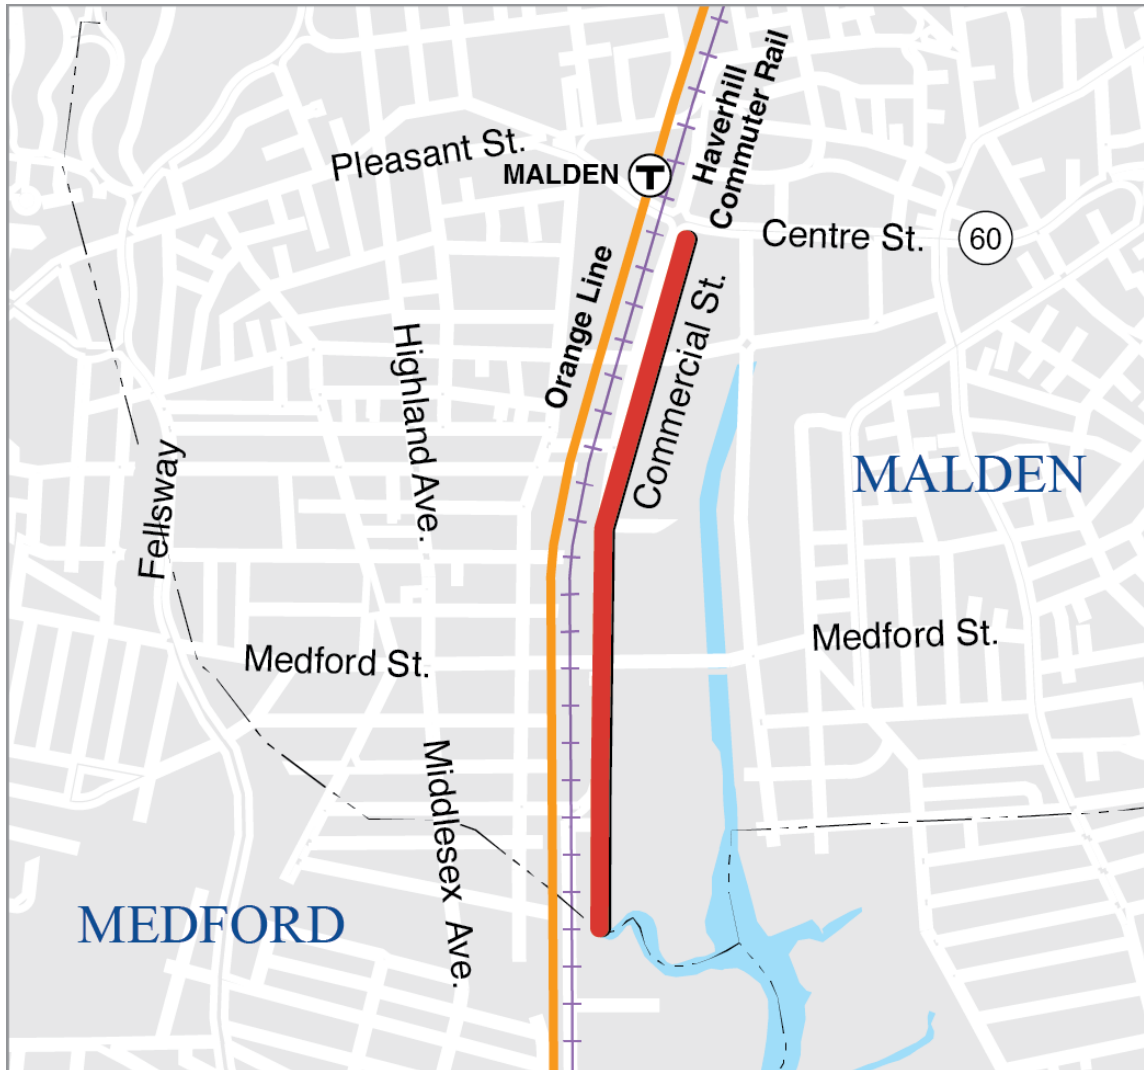 Haverhill
Commuter Rail
Pleasant St.
MALDEN
T
Centre St.
60
Orange Line
Commercial St.
Highland Ave.
MALDEN
Fellsway
Medford St.
Medford St.
Middlesex Ave.
MEDFORD